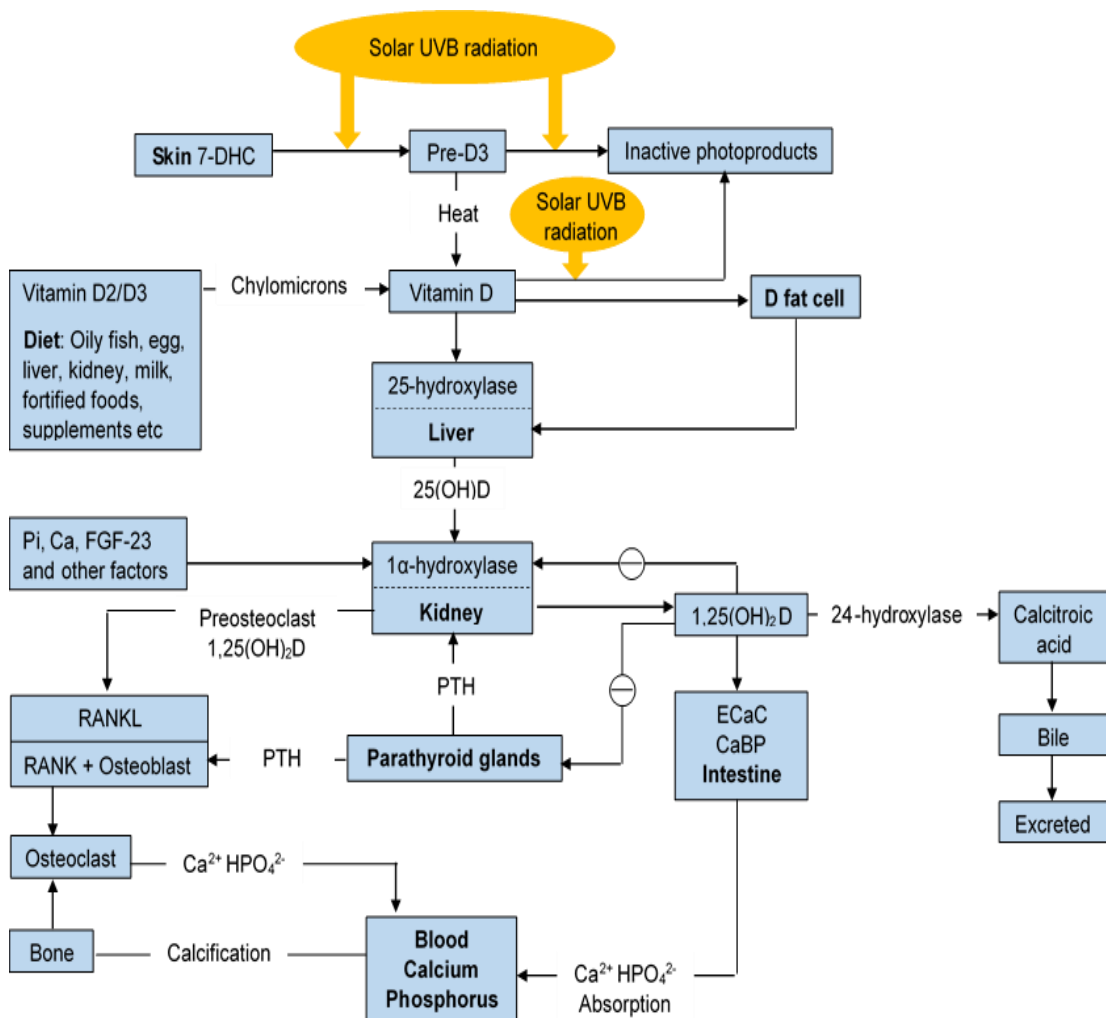 Solar UVB radiation
Skin 7-DHC
Pre-D3
Inactive photoproducts
Heat
Solar UVB
radiation
Vitamin D2/D3
Diet: Oily fish, egg,
liver, kidney, milk,
fortified foods,
supplements etc
Chylomicrons
Vitamin D
D fat cell
25-hydroxylase
Liver
25(OH)D
Pi, Ca, FGF-23
and other factors
1α-hydroxylase
Kidney
Preosteoclast
1,25(OH)₂D
1,25(OH)₂ D
24-hydroxylase
Calcitroic
acid
PTH
RANKL
RANK + Osteoblast
PTH
Parathyroid glands
ECaC
CaBP
Intestine
Bile
Excreted
Osteoclast
Ca²⁺ HPO₄²⁻
Bone
Calcification
Blood
Calcium
Phosphorus
Ca²⁺ HPO₄²⁻
Absorption